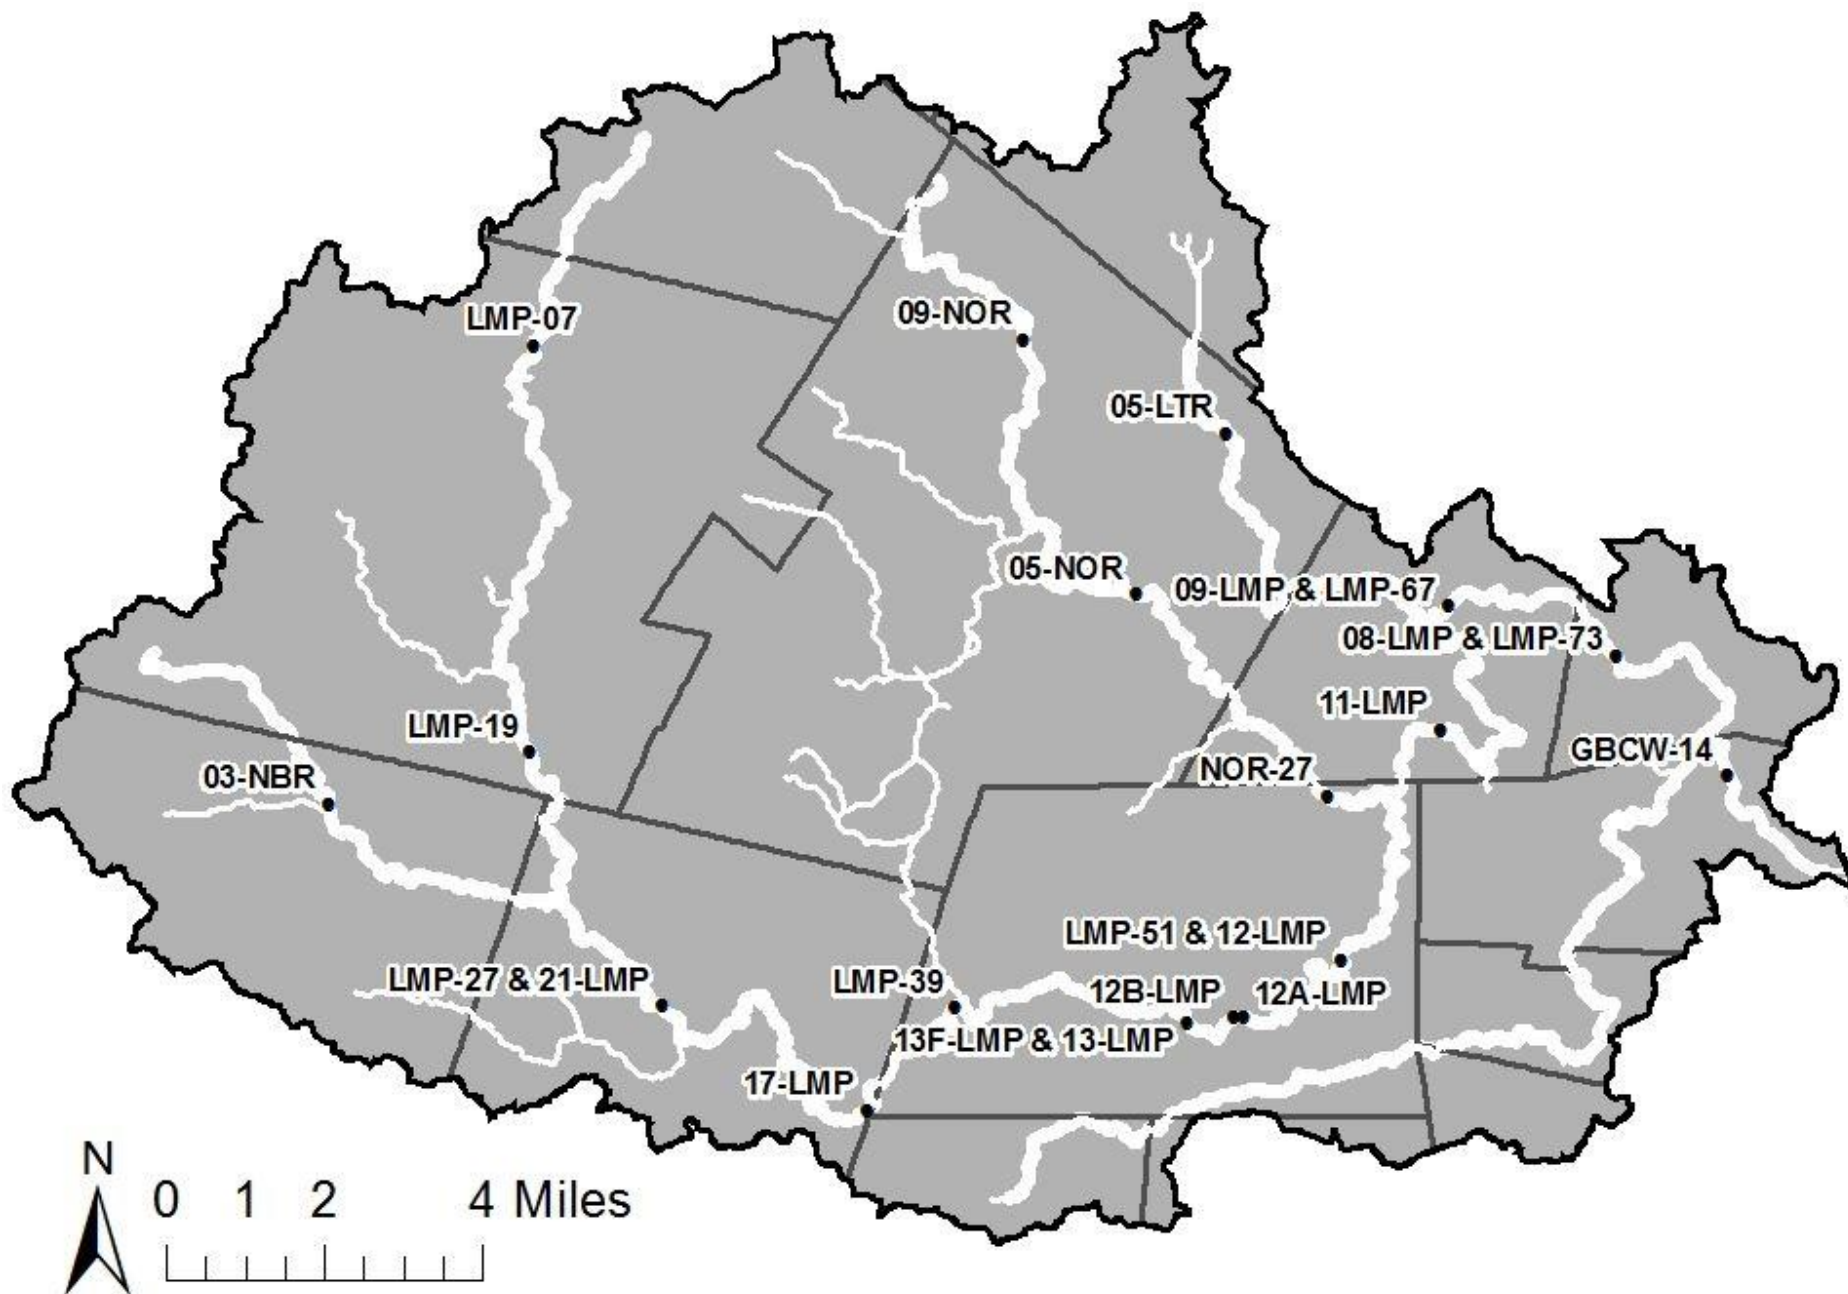 LMP-07
09-NOR
05-LTR
05-NOR
09-LMP & LMP-67
08-LMP & LMP-73
11-LMP
LMP-19
GBCW-14
NOR-27
03-NBR
LMP-51 & 12-LMP
LMP-27 & 21-LMP
LMP-39
12B-LMP
12A-LMP
13F-LMP & 13-LMP
17-LMP
N
0 1 2 4 Miles